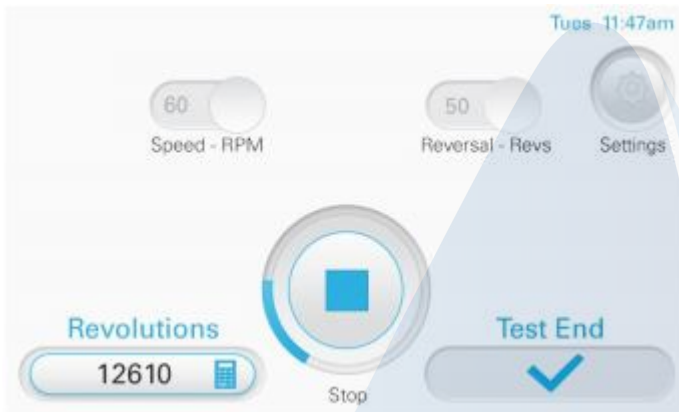 Tues 11:47am
60
50
Speed - RPM
Reversal - Revs
Settings
Revolutions
Test End
12610
Stop